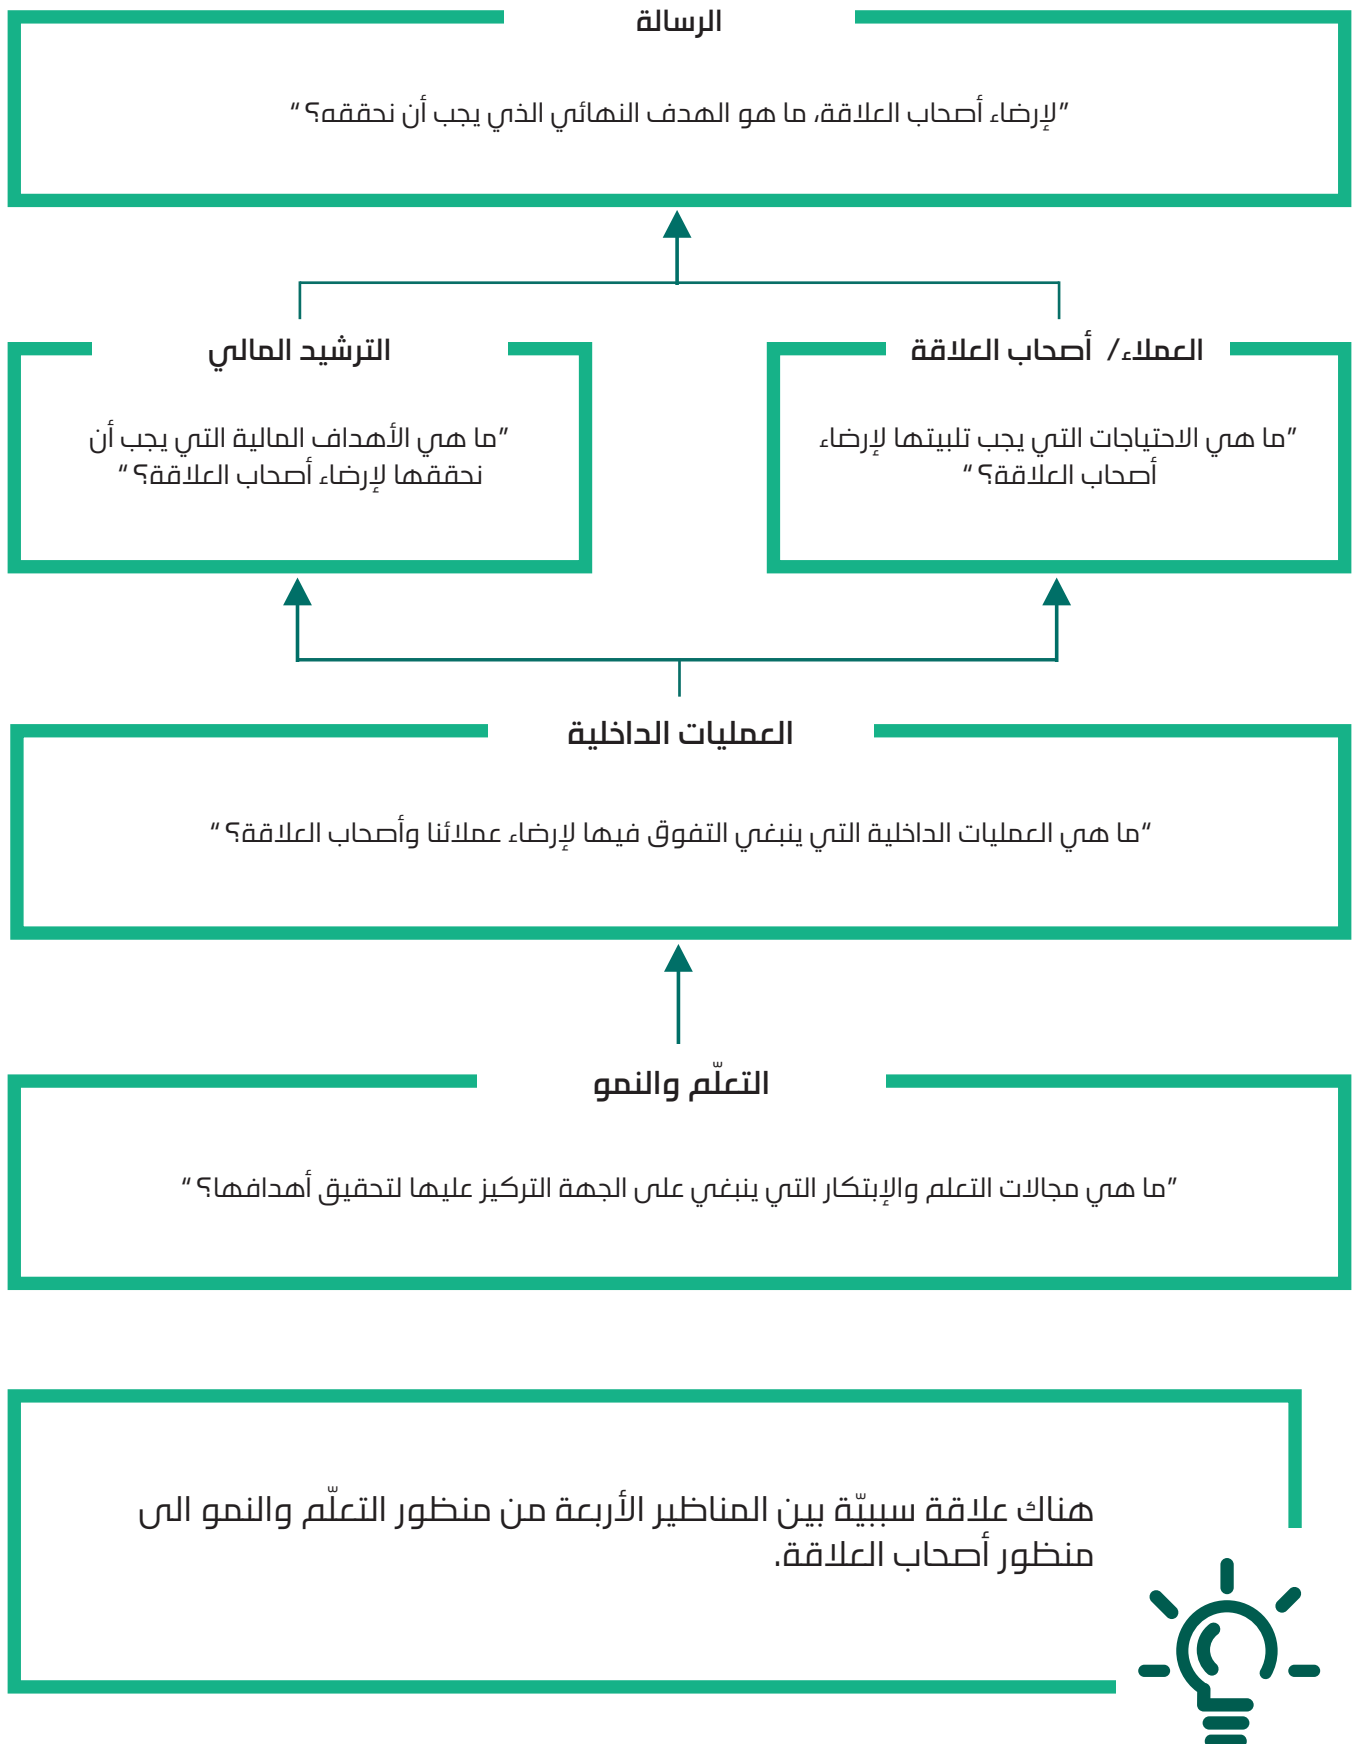 الرسالة
”لإرضاء أصحاب العلاقة، ما هو الهدف النهائي الذي يجب أن نحققه؟“
العملاء/ أصحاب العلاقة
”ما هي الاحتياجات التي يجب تلبيتها لإرضاء
أصحاب العلاقة؟“
الترشيد المالي
”ما هي الأهداف المالية التي يجب أن
نحققها لإرضاء أصحاب العلاقة؟“
العمليات الداخلية
”ما هي العمليات الداخلية التي ينبغي التفوق فيها لإرضاء عملائنا وأصحاب العلاقة؟“
التعلّم والنمو
”ما هي مجالات التعلم والإبتكار التي ينبغي على الجهة التركيز عليها لتحقيق أهدافها؟“
هناك علاقة سببيّة بين المناظير الأربعة من منظور التعلّم والنمو الى
منظور أصحاب العلاقة.